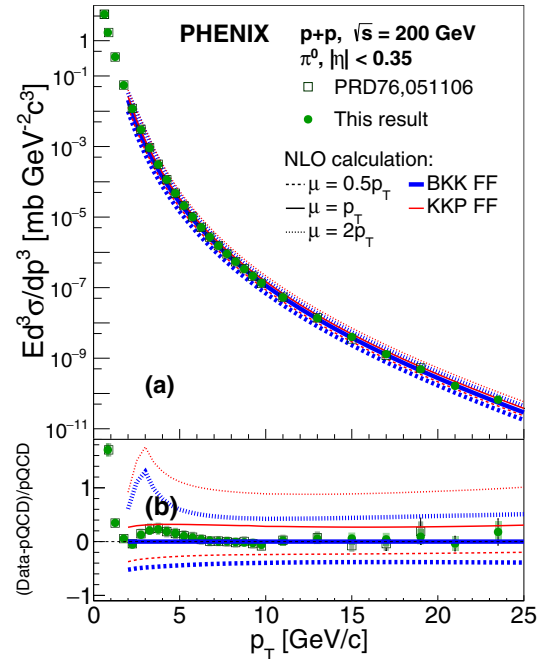 PHENIX
p+p, √s = 200 GeV
π⁰, |η| < 0.35
PRD76,051106
This result
NLO calculation:
μ = 0.5p_T
BKK FF
μ = p_T
KKP FF
μ = 2p_T
Ed³σ/dp³ [mb GeV⁻²c³]
10
10⁻¹
10⁻³
10⁻⁵
10⁻⁷
10⁻⁹
10⁻¹¹
(a)
(Data-pQCD)/pQCD
1
0
−1
(b)
0 5 10 15 20 25
p_T [GeV/c]